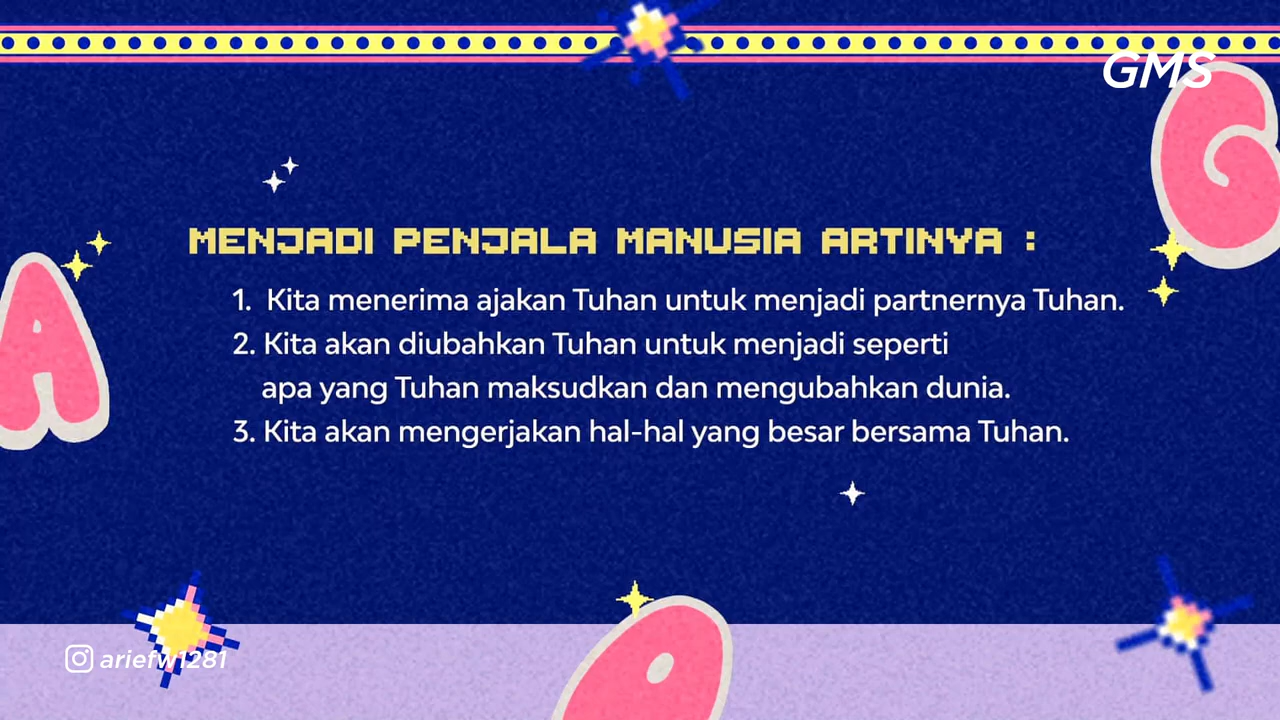 GMS
G
A
MENJADI PENJALA MANUSIA ARTINYA :
1. Kita menerima ajakan Tuhan untuk menjadi partnernya Tuhan.
2. Kita akan diubahkan Tuhan untuk menjadi seperti
apa yang Tuhan maksudkan dan mengubahkan dunia.
3. Kita akan mengerjakan hal-hal yang besar bersama Tuhan.
ariefw1281